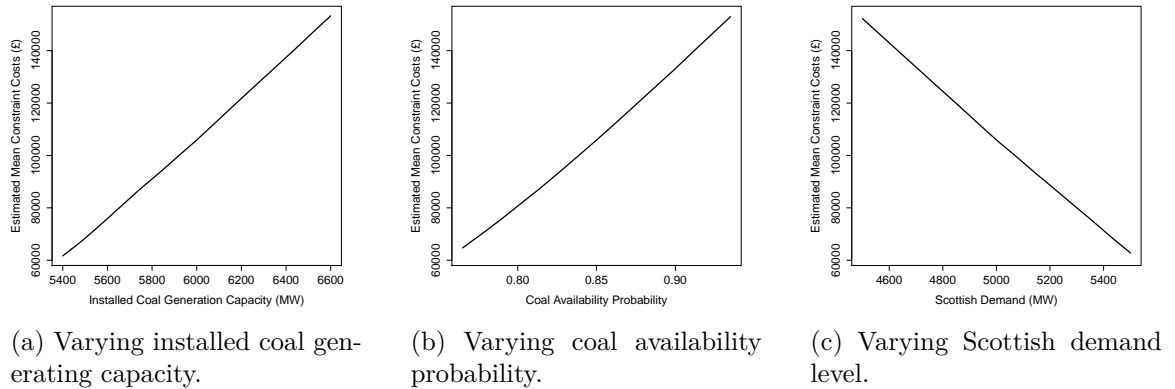 Estimated Mean Constraint Costs (£)
140000
120000
100000
80000
60000
5400 5600 5800 6000 6200 6400 6600
Installed Coal Generation Capacity (MW)
(a) Varying installed coal gen-
erating capacity.
Estimated Mean Constraint Costs (£)
140000
120000
100000
80000
60000
0.80 0.85 0.90
Coal Availability Probability
(b) Varying coal availability
probability.
Estimated Mean Constraint Costs (£)
140000
120000
100000
80000
60000
4600 4800 5000 5200 5400
Scottish Demand (MW)
(c) Varying Scottish demand
level.